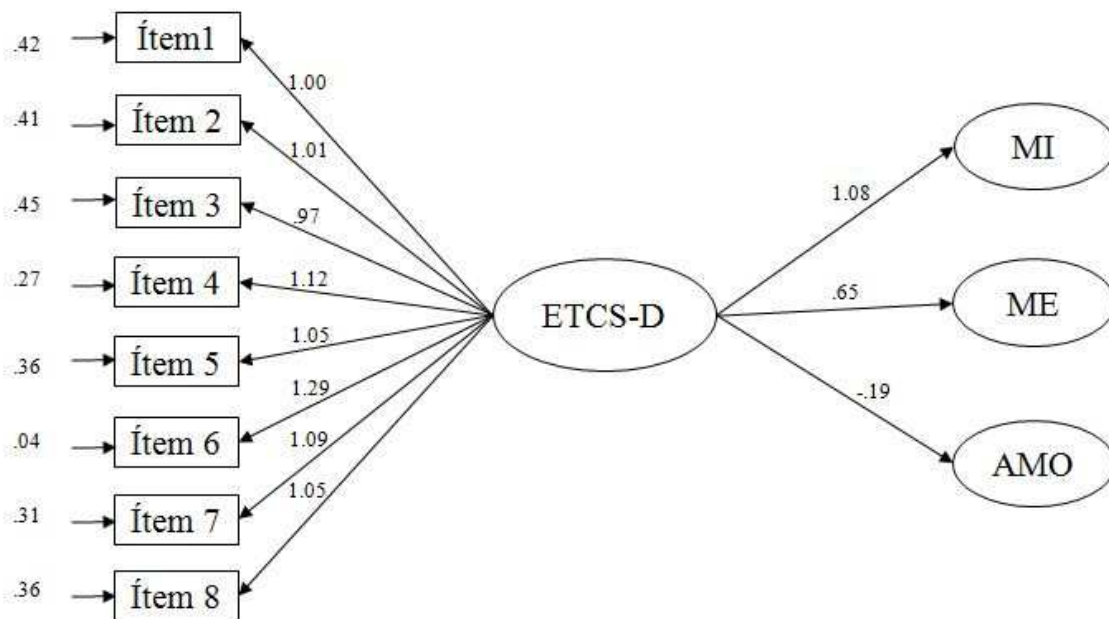 .42
Ítem1
1.00
.41
Ítem 2
1.01
.45
Ítem 3
.97
.27
Ítem 4
1.12
.36
Ítem 5
1.05
.04
Ítem 6
1.29
.31
Ítem 7
1.09
.36
Ítem 8
1.05
ETCS-D
1.08
MI
.65
ME
-.19
AMO